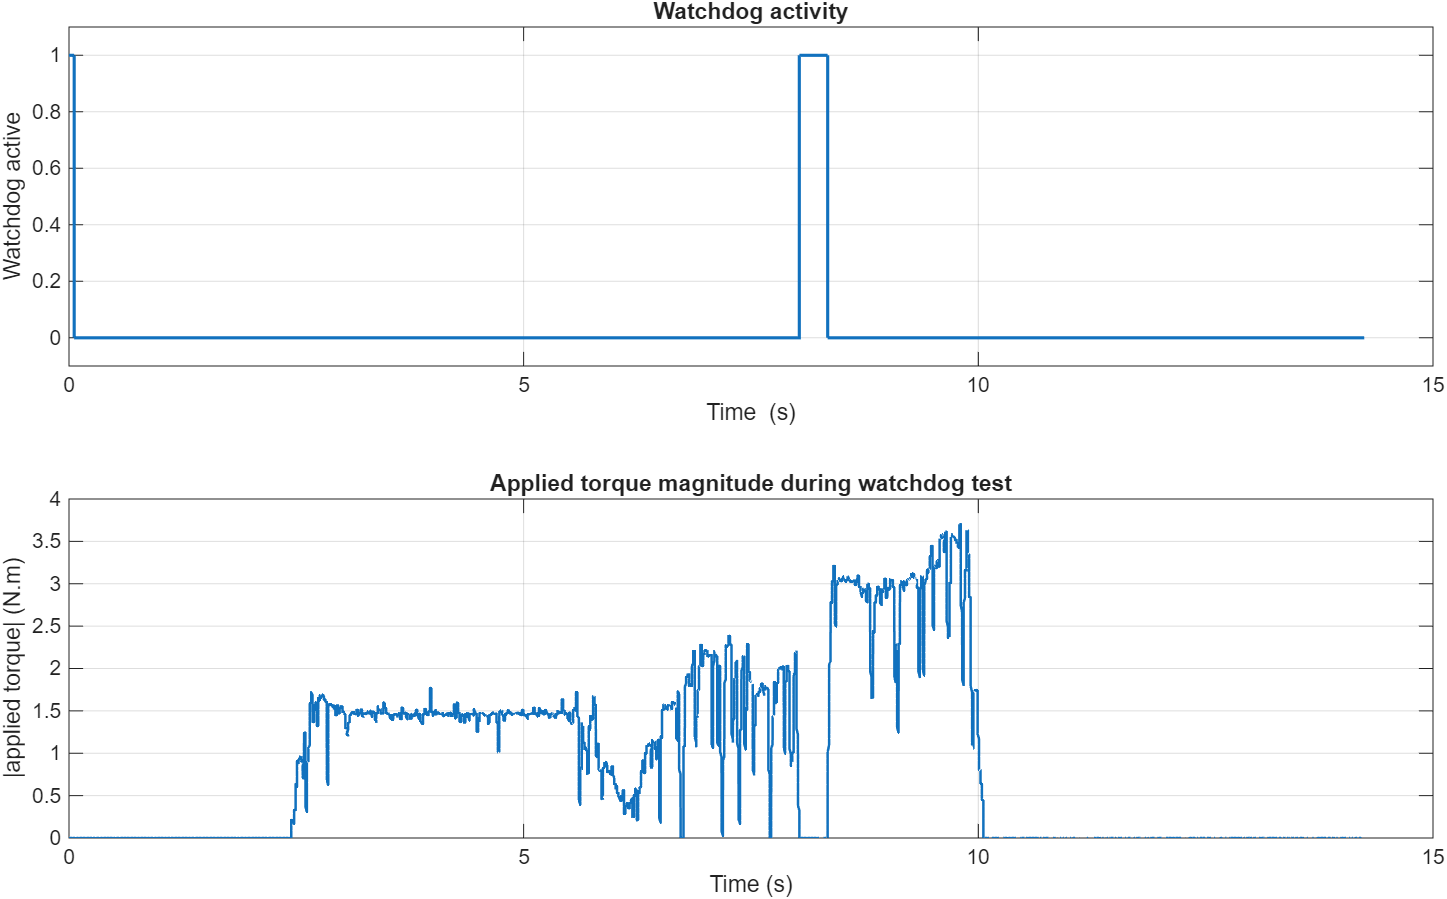 Watchdog activity
Watchdog active
1
0.8
0.6
0.4
0.2
0
0 5 10 15
Time (s)
Applied torque magnitude during watchdog test
|applied torque| (N.m)
4
3.5
3
2.5
2
1.5
1
0.5
0
0 5 10 15
Time (s)